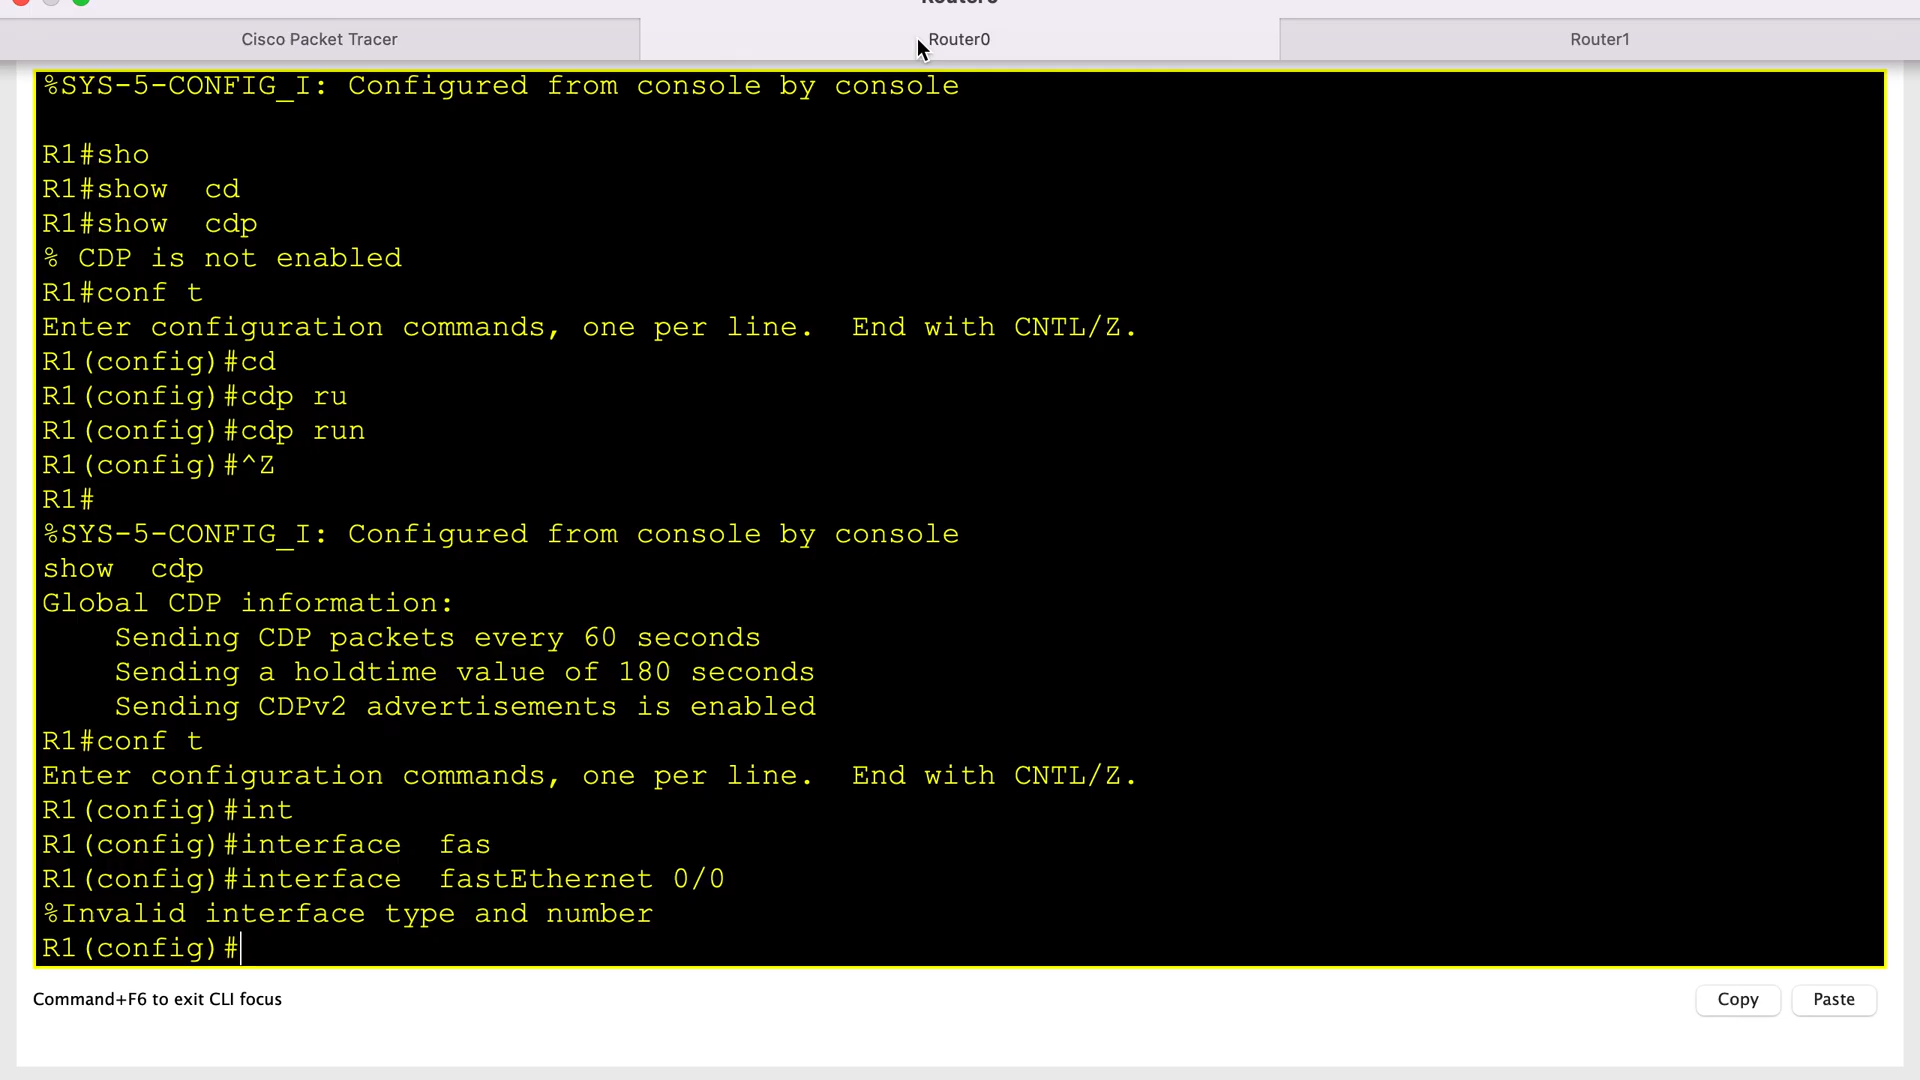 Cisco Packet Tracer
Router0
Router1
%SYS-5-CONFIG_I: Configured from console by console
R1#sho
R1#show  cd
R1#show  cdp
% CDP is not enabled
R1#conf t
Enter configuration commands, one per line.  End with CNTL/Z.
R1(config)#cd
R1(config)#cdp ru
R1(config)#cdp run
R1(config)#^Z
R1#
%SYS-5-CONFIG_I: Configured from console by console
show  cdp
Global CDP information:
    Sending CDP packets every 60 seconds
    Sending a holdtime value of 180 seconds
    Sending CDPv2 advertisements is enabled
R1#conf t
Enter configuration commands, one per line.  End with CNTL/Z.
R1(config)#int
R1(config)#interface  fas
R1(config)#interface  fastEthernet 0/0
%Invalid interface type and number
R1(config)#
Command+F6 to exit CLI focus
Copy
Paste